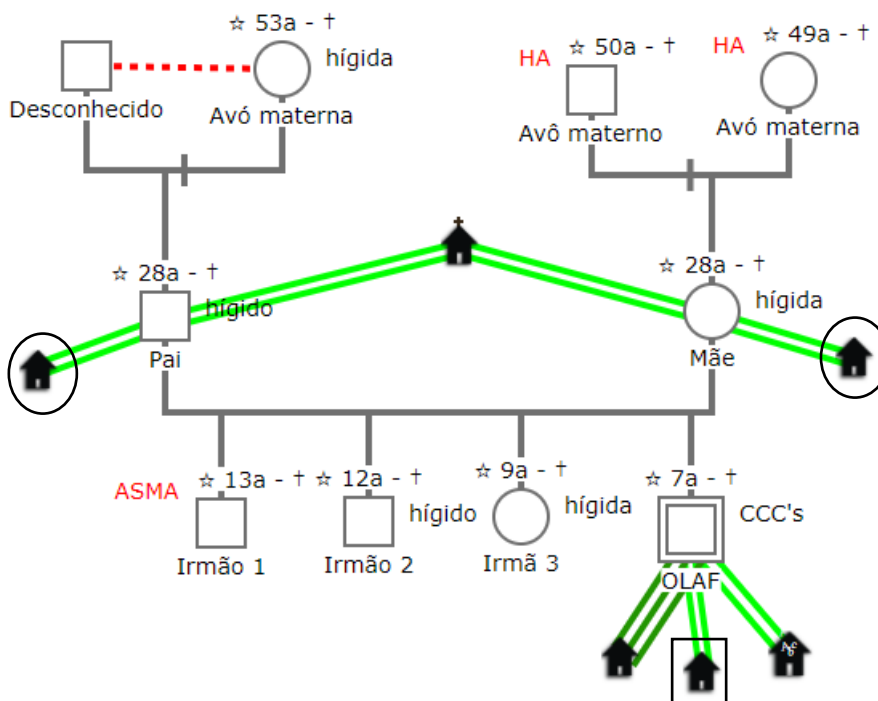 ☆ 53a - †
hígida
Desconhecido
Avó materna
HA
☆ 50a - †
HA
☆ 49a - †
Avô materno
Avó materna
☆ 28a - †
hígido
Pai
☆ 28a - †
hígida
Mãe
ASMA
☆ 13a - †
Irmão 1
☆ 12a - †
hígido
Irmão 2
☆ 9a - †
hígida
Irmã 3
☆ 7a - †
CCC's
OLAF